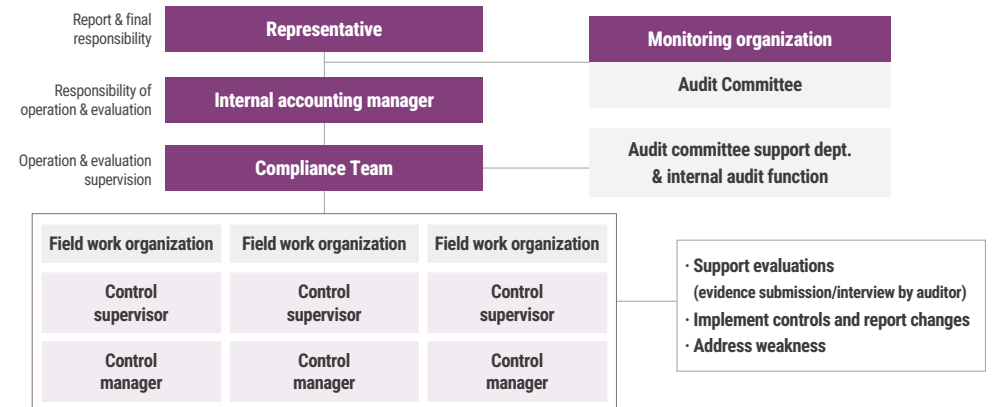 Report & final
responsibility
Representative
Monitoring organization
Audit Committee
Responsibility of
operation & evaluation
Internal accounting manager
Operation & evaluation
supervision
Compliance Team
Audit committee support dept.
& internal audit function
Field work organization
Field work organization
Field work organization
Control
supervisor
Control
supervisor
Control
supervisor
Control
manager
Control
manager
Control
manager
· Support evaluations
(evidence submission/interview by auditor)
· Implement controls and report changes
· Address weakness